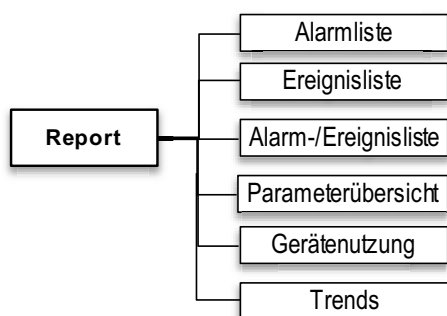 Alarmliste
Ereignisliste
Report
Alarm-/Ereignisliste
Parameterübersicht
Gerätenutzung
Trends